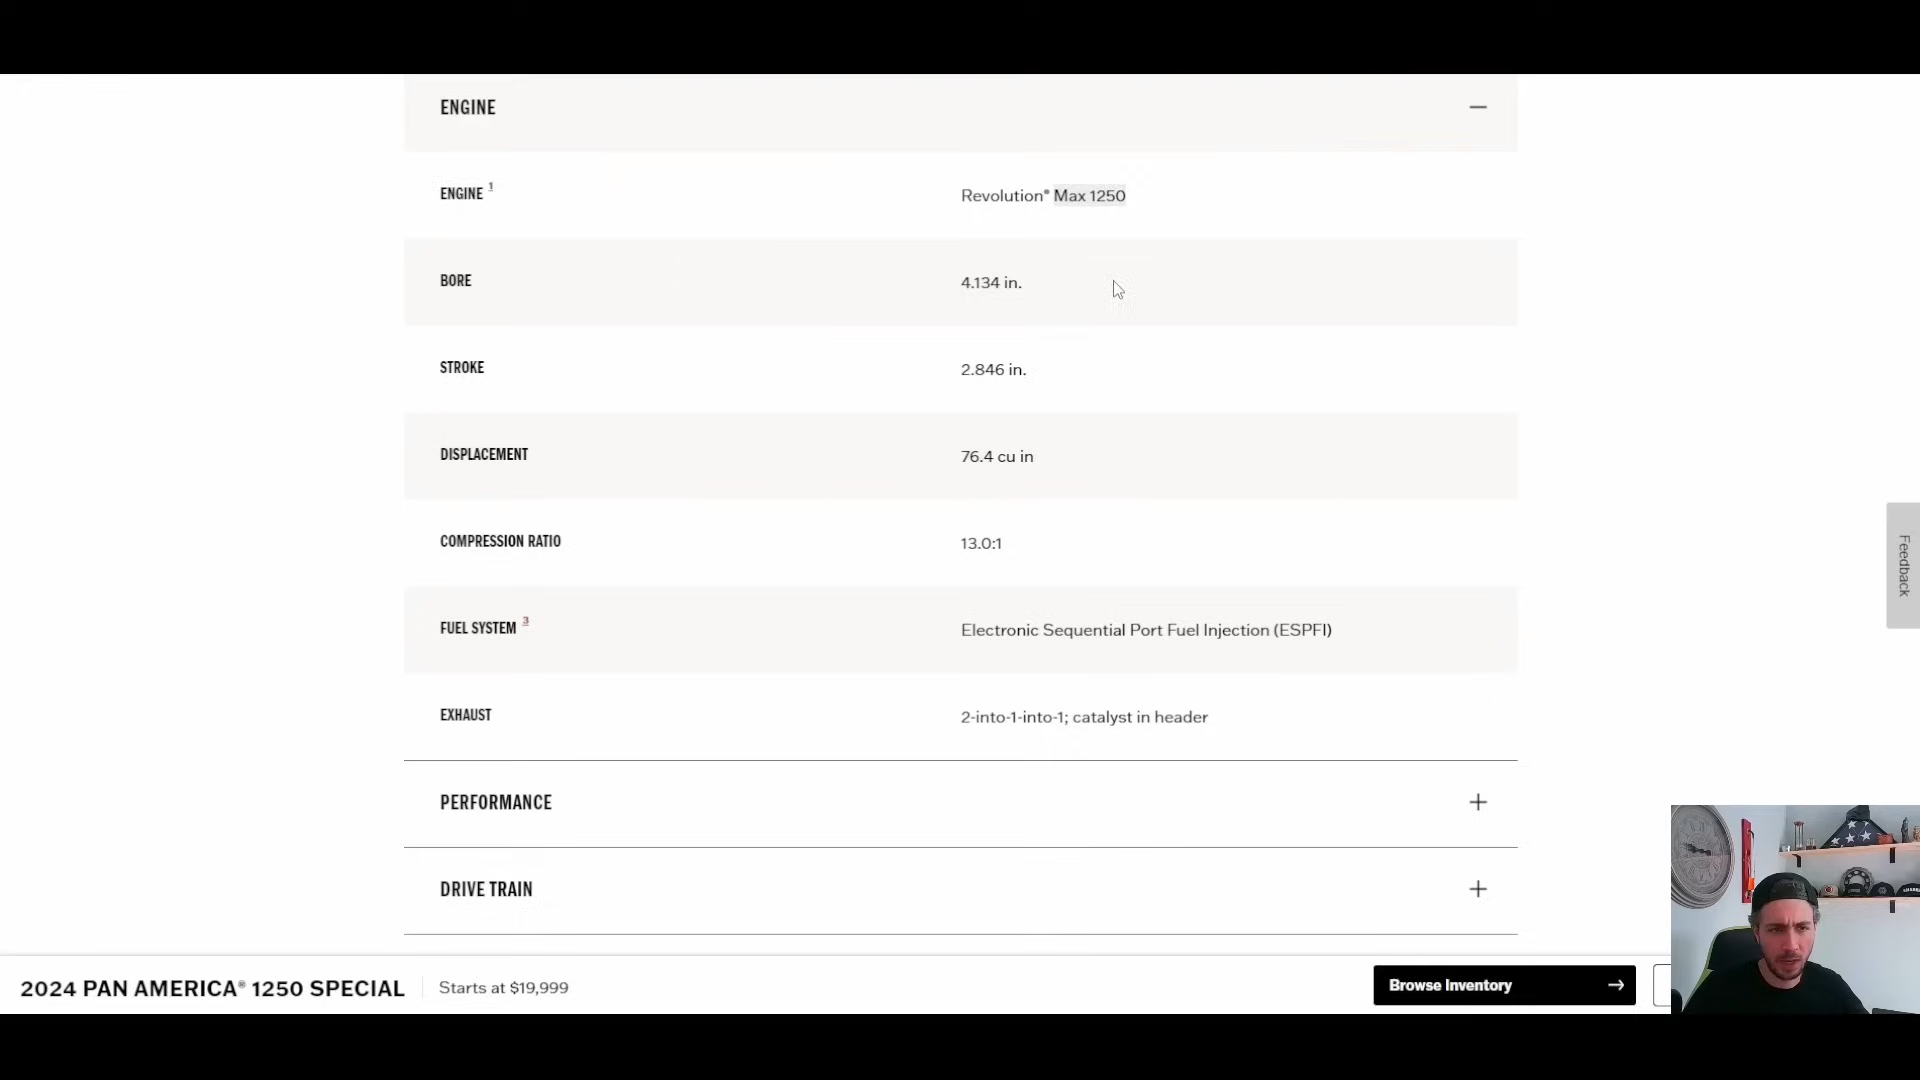 ENGINE
ENGINE 1
Revolution® Max 1250
BORE
4.134 in.
STROKE
2.846 in.
DISPLACEMENT
76.4 cu in
COMPRESSION RATIO
13.0:1
FUEL SYSTEM 3
Electronic Sequential Port Fuel Injection (ESPFI)
EXHAUST
2-into-1-into-1; catalyst in header
PERFORMANCE
DRIVE TRAIN
Feedback
2024 PAN AMERICA® 1250 SPECIAL
Starts at $19,999
Browse Inventory →